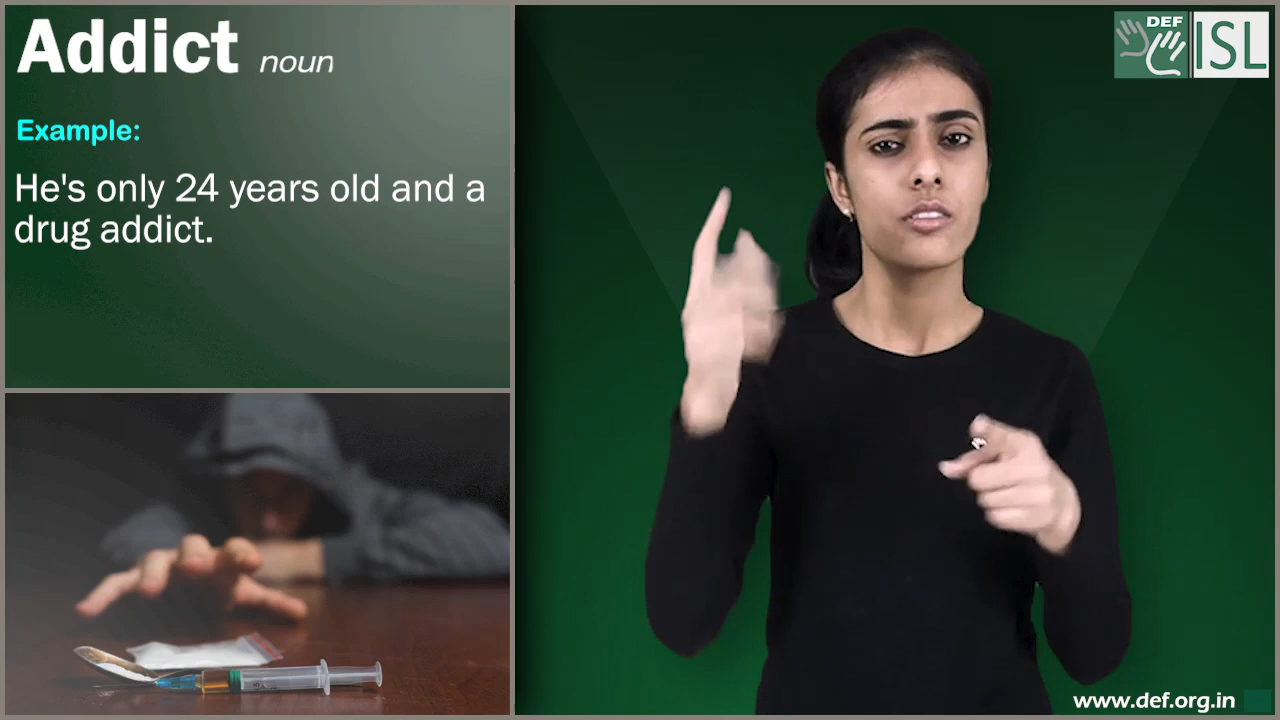 Addict noun
Example:
He's only 24 years old and a
drug addict.
DEF
ISL
www.def.org.in